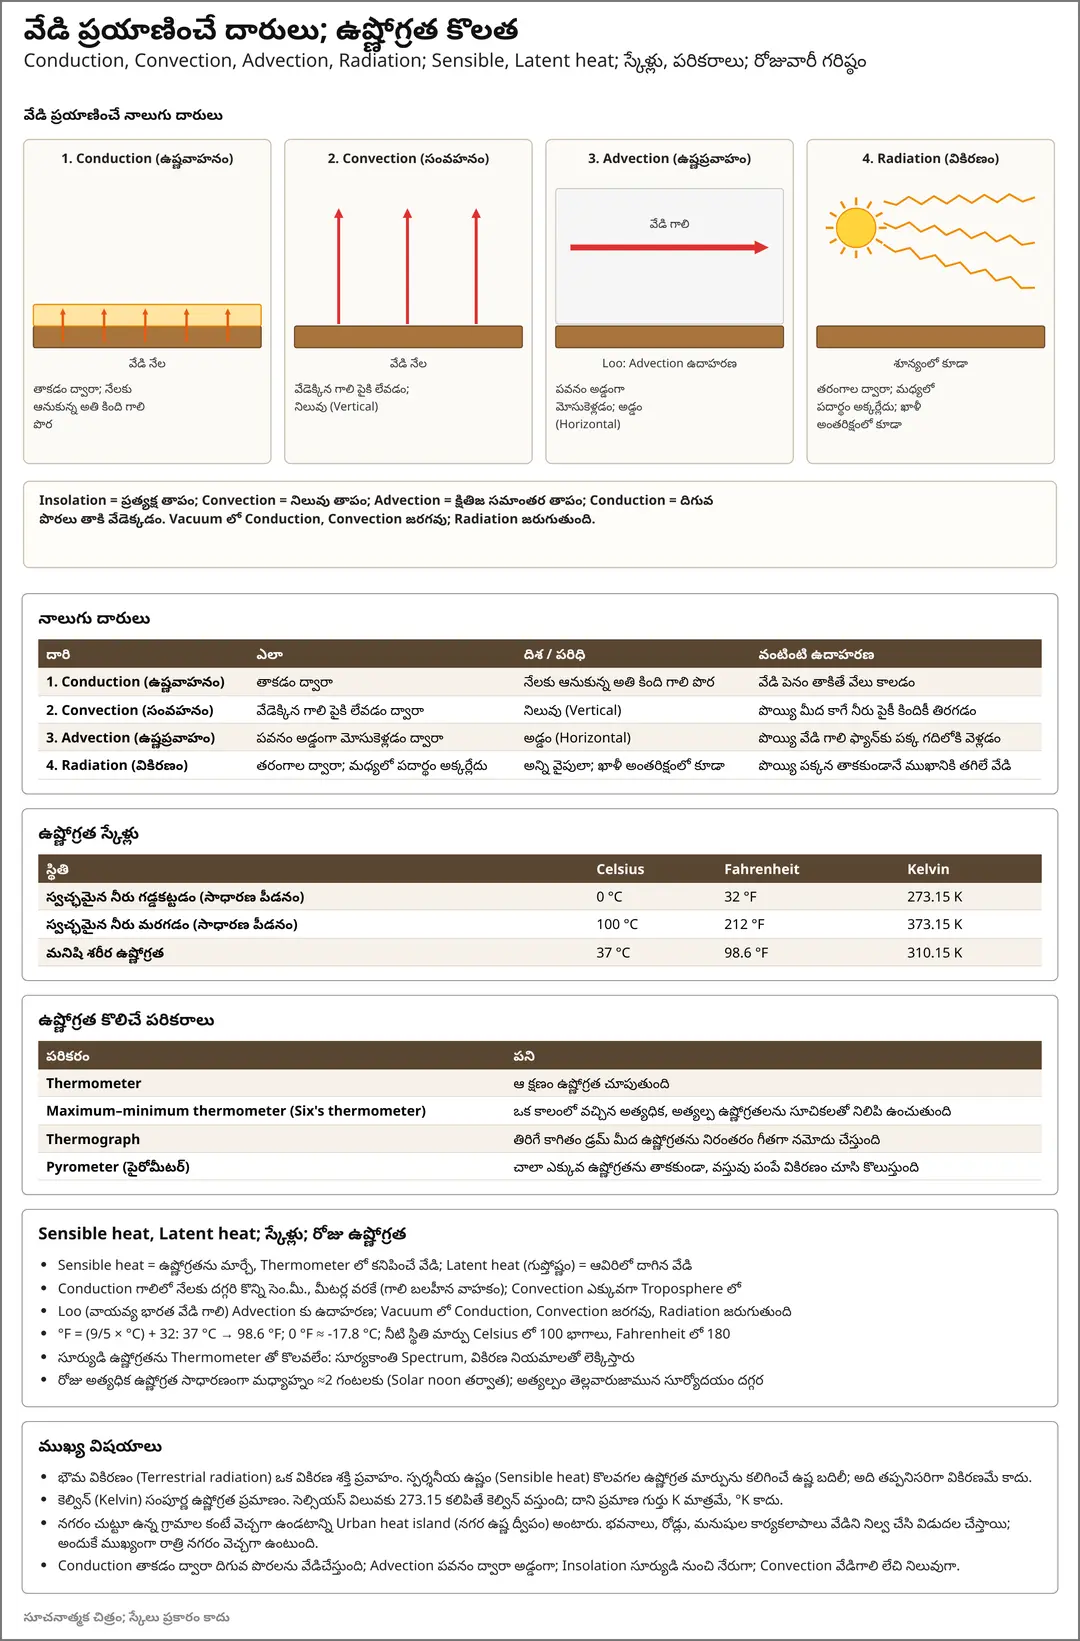 వేడి ప్రయాణించే దారులు; ఉష్ణోగ్రత కొలత
Conduction, Convection, Advection, Radiation; Sensible, Latent heat; స్కేళ్లు, పరికరాలు; రోజువారీ గరిష్ఠం
వేడి ప్రయాణించే నాలుగు దారులు
1. Conduction (ఉష్ణవాహనం)
వేడి నేల
తాకడం ద్వారా; నేలకు
ఆనుకున్న అతి కింది గాలి
పొర
2. Convection (సంవహనం)
వేడి నేల
వేడెక్కిన గాలి పైకి లేవడం;
నిలువు (Vertical)
3. Advection (ఉష్ణప్రవాహం)
వేడి గాలి
Loo: Advection ఉదాహరణ
పవనం అడ్డంగా
మోసుకెళ్లడం; అడ్డం
(Horizontal)
4. Radiation (వికిరణం)
శూన్యంలో కూడా
తరంగాల ద్వారా; మధ్యలో
పదార్థం అక్కర్లేదు; ఖాళీ
అంతరిక్షంలో కూడా
Insolation = ప్రత్యక్ష తాపం; Convection = నిలువు తాపం; Advection = క్షితిజ సమాంతర తాపం; Conduction = దిగువ
పొరలు తాకి వేడెక్కడం. Vacuum లో Conduction, Convection జరగవు; Radiation జరుగుతుంది.
నాలుగు దారులు
దారి ఎలా దిశ / పరిధి వంటింటి ఉదాహరణ
1. Conduction (ఉష్ణవాహనం) తాకడం ద్వారా నేలకు ఆనుకున్న అతి కింది గాలి పొర వేడి పెనం తాకితే వేలు కాలడం
2. Convection (సంవహనం) వేడెక్కిన గాలి పైకి లేవడం ద్వారా నిలువు (Vertical) పొయ్యి మీద కాగే నీరు పైకీ కిందికీ తిరగడం
3. Advection (ఉష్ణప్రవాహం) పవనం అడ్డంగా మోసుకెళ్లడం ద్వారా అడ్డం (Horizontal) పొయ్యి వేడి గాలి ఫ్యాన్‌కు పక్క గదిలోకి వెళ్లడం
4. Radiation (వికిరణం) తరంగాల ద్వారా; మధ్యలో పదార్థం అక్కర్లేదు అన్ని వైపులా; ఖాళీ అంతరిక్షంలో కూడా పొయ్యి పక్కన తాకకుండానే ముఖానికి తగిలే వేడి
ఉష్ణోగ్రత స్కేళ్లు
స్థితి Celsius Fahrenheit Kelvin
స్వచ్ఛమైన నీరు గడ్డకట్టడం (సాధారణ పీడనం) 0 °C 32 °F 273.15 K
స్వచ్ఛమైన నీరు మరగడం (సాధారణ పీడనం) 100 °C 212 °F 373.15 K
మనిషి శరీర ఉష్ణోగ్రత 37 °C 98.6 °F 310.15 K
ఉష్ణోగ్రత కొలిచే పరికరాలు
పరికరం పని
Thermometer ఆ క్షణం ఉష్ణోగ్రత చూపుతుంది
Maximum–minimum thermometer (Six's thermometer) ఒక కాలంలో వచ్చిన అత్యధిక, అత్యల్ప ఉష్ణోగ్రతలను సూచికలతో నిలిపి ఉంచుతుంది
Thermograph తిరిగే కాగితం డ్రమ్ మీద ఉష్ణోగ్రతను నిరంతరం గీతగా నమోదు చేస్తుంది
Pyrometer (పైరోమీటర్) చాలా ఎక్కువ ఉష్ణోగ్రతను తాకకుండా, వస్తువు పంపే వికిరణం చూసి కొలుస్తుంది
Sensible heat, Latent heat; స్కేళ్లు; రోజు ఉష్ణోగ్రత
• Sensible heat = ఉష్ణోగ్రతను మార్చే, Thermometer లో కనిపించే వేడి; Latent heat (గుప్తోష్ణం) = ఆవిరిలో దాగిన వేడి
• Conduction గాలిలో నేలకు దగ్గరి కొన్ని సెం.మీ., మీటర్ల వరకే (గాలి బలహీన వాహకం); Convection ఎక్కువగా Troposphere లో
• Loo (వాయవ్య భారత వేడి గాలి) Advection కు ఉదాహరణ; Vacuum లో Conduction, Convection జరగవు, Radiation జరుగుతుంది
• °F = (9/5 × °C) + 32: 37 °C → 98.6 °F; 0 °F ≈ -17.8 °C; నీటి స్థితి మార్పు Celsius లో 100 భాగాలు, Fahrenheit లో 180
• సూర్యుడి ఉష్ణోగ్రతను Thermometer తో కొలవలేం: సూర్యకాంతి Spectrum, వికిరణ నియమాలతో లెక్కిస్తారు
• రోజు అత్యధిక ఉష్ణోగ్రత సాధారణంగా మధ్యాహ్నం ≈2 గంటలకు (Solar noon తర్వాత); అత్యల్పం తెల్లవారుజామున సూర్యోదయం దగ్గర
ముఖ్య విషయాలు
• భౌమ వికిరణం (Terrestrial radiation) ఒక వికిరణ శక్తి ప్రవాహం. స్పర్శనీయ ఉష్ణం (Sensible heat) కొలవగల ఉష్ణోగ్రత మార్పును కలిగించే ఉష్ణ బదిలీ; అది తప్పనిసరిగా వికిరణమే కాదు.
• కెల్విన్ (Kelvin) సంపూర్ణ ఉష్ణోగ్రత ప్రమాణం. సెల్సియస్ విలువకు 273.15 కలిపితే కెల్విన్ వస్తుంది; దాని ప్రమాణ గుర్తు K మాత్రమే, °K కాదు.
• నగరం చుట్టూ ఉన్న గ్రామాల కంటే వెచ్చగా ఉండటాన్ని Urban heat island (నగర ఉష్ణ ద్వీపం) అంటారు. భవనాలు, రోడ్లు, మనుషుల కార్యకలాపాలు వేడిని నిల్వ చేసి విడుదల చేస్తాయి;
అందుకే ముఖ్యంగా రాత్రి నగరం వెచ్చగా ఉంటుంది.
• Conduction తాకడం ద్వారా దిగువ పొరలను వేడిచేస్తుంది; Advection పవనం ద్వారా అడ్డంగా; Insolation సూర్యుడి నుంచి నేరుగా; Convection వేడిగాలి లేచి నిలువుగా.
సూచనాత్మక చిత్రం; స్కేలు ప్రకారం కాదు